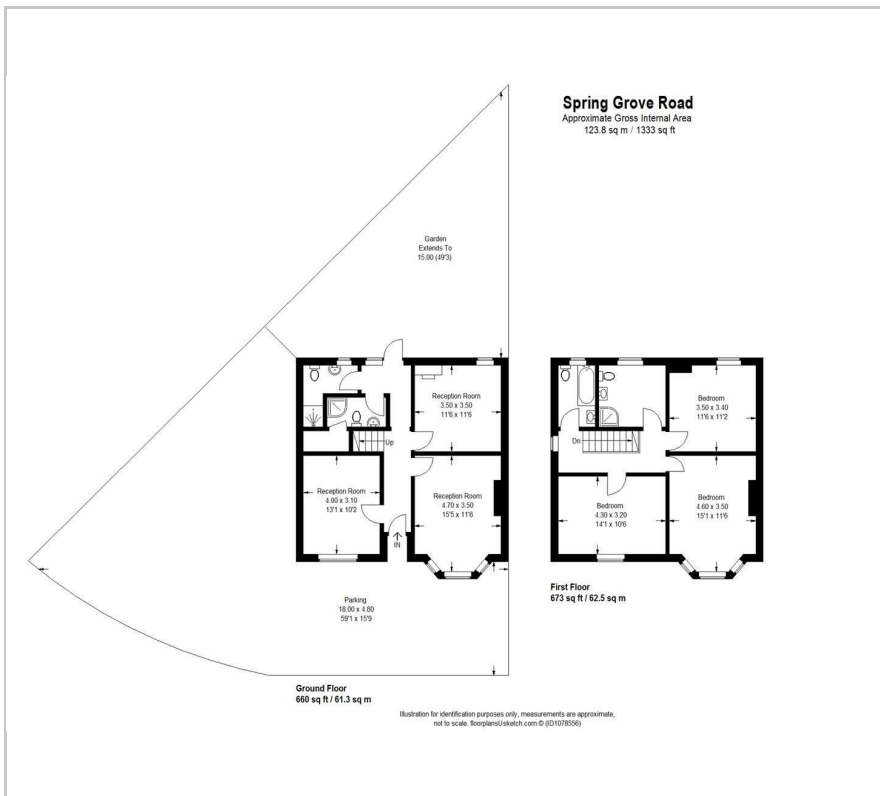 Spring Grove Road
Approximate Gross Internal Area
123.8 sq m / 1333 sq ft
Garden
Extends To
15.00 (49'3)
Reception Room
3.50 x 3.50
11'6 x 11'6
Up
Reception Room
4.00 x 3.10
13'1 x 10'2
Reception Room
4.70 x 3.50
15'5 x 11'6
IN
Parking
18.00 x 4.80
59'1 x 15'9
Ground Floor
660 sq ft / 61.3 sq m
Bedroom
3.50 x 3.40
11'6 x 11'2
Dn
Bedroom
4.30 x 3.20
14'1 x 10'6
Bedroom
4.60 x 3.50
15'1 x 11'6
First Floor
673 sq ft / 62.5 sq m
Illustration for identification purposes only, measurements are approximate,
not to scale. floorplansUsketch.com © (ID1078556)